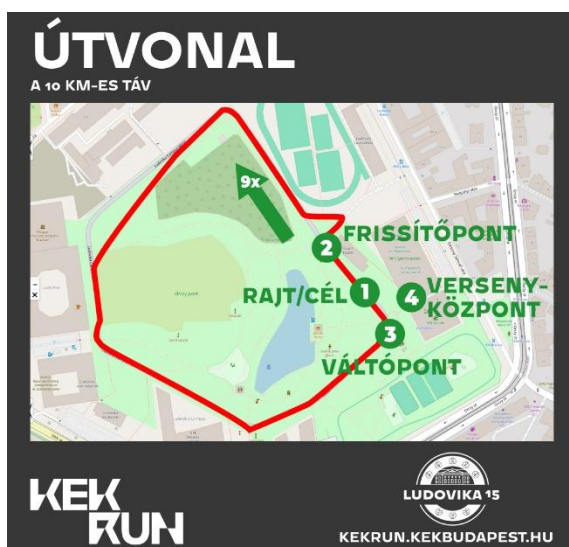 ÚTVONAL
A 10 KM-ES TÁV
9x
2 FRISSÍTŐPONT
RAJT/CÉL 1
4 VERSENY-
KÖZPONT
3
VÁLTÓPONT
KEK
RUN
LUDOVIKA 15
KEKRUN.KEKBUDAPEST.HU